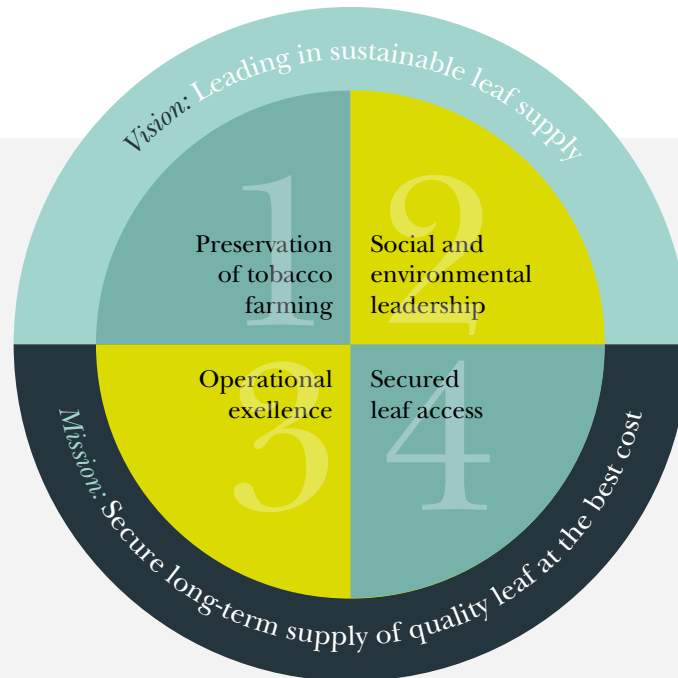 Vision: Leading in sustainable leaf supply
1
Preservation
of tobacco
farming
2
Social and
environmental
leadership
3
Operational
exellence
4
Secured
leaf access
Mission: Secure long-term supply of quality leaf at the best cost